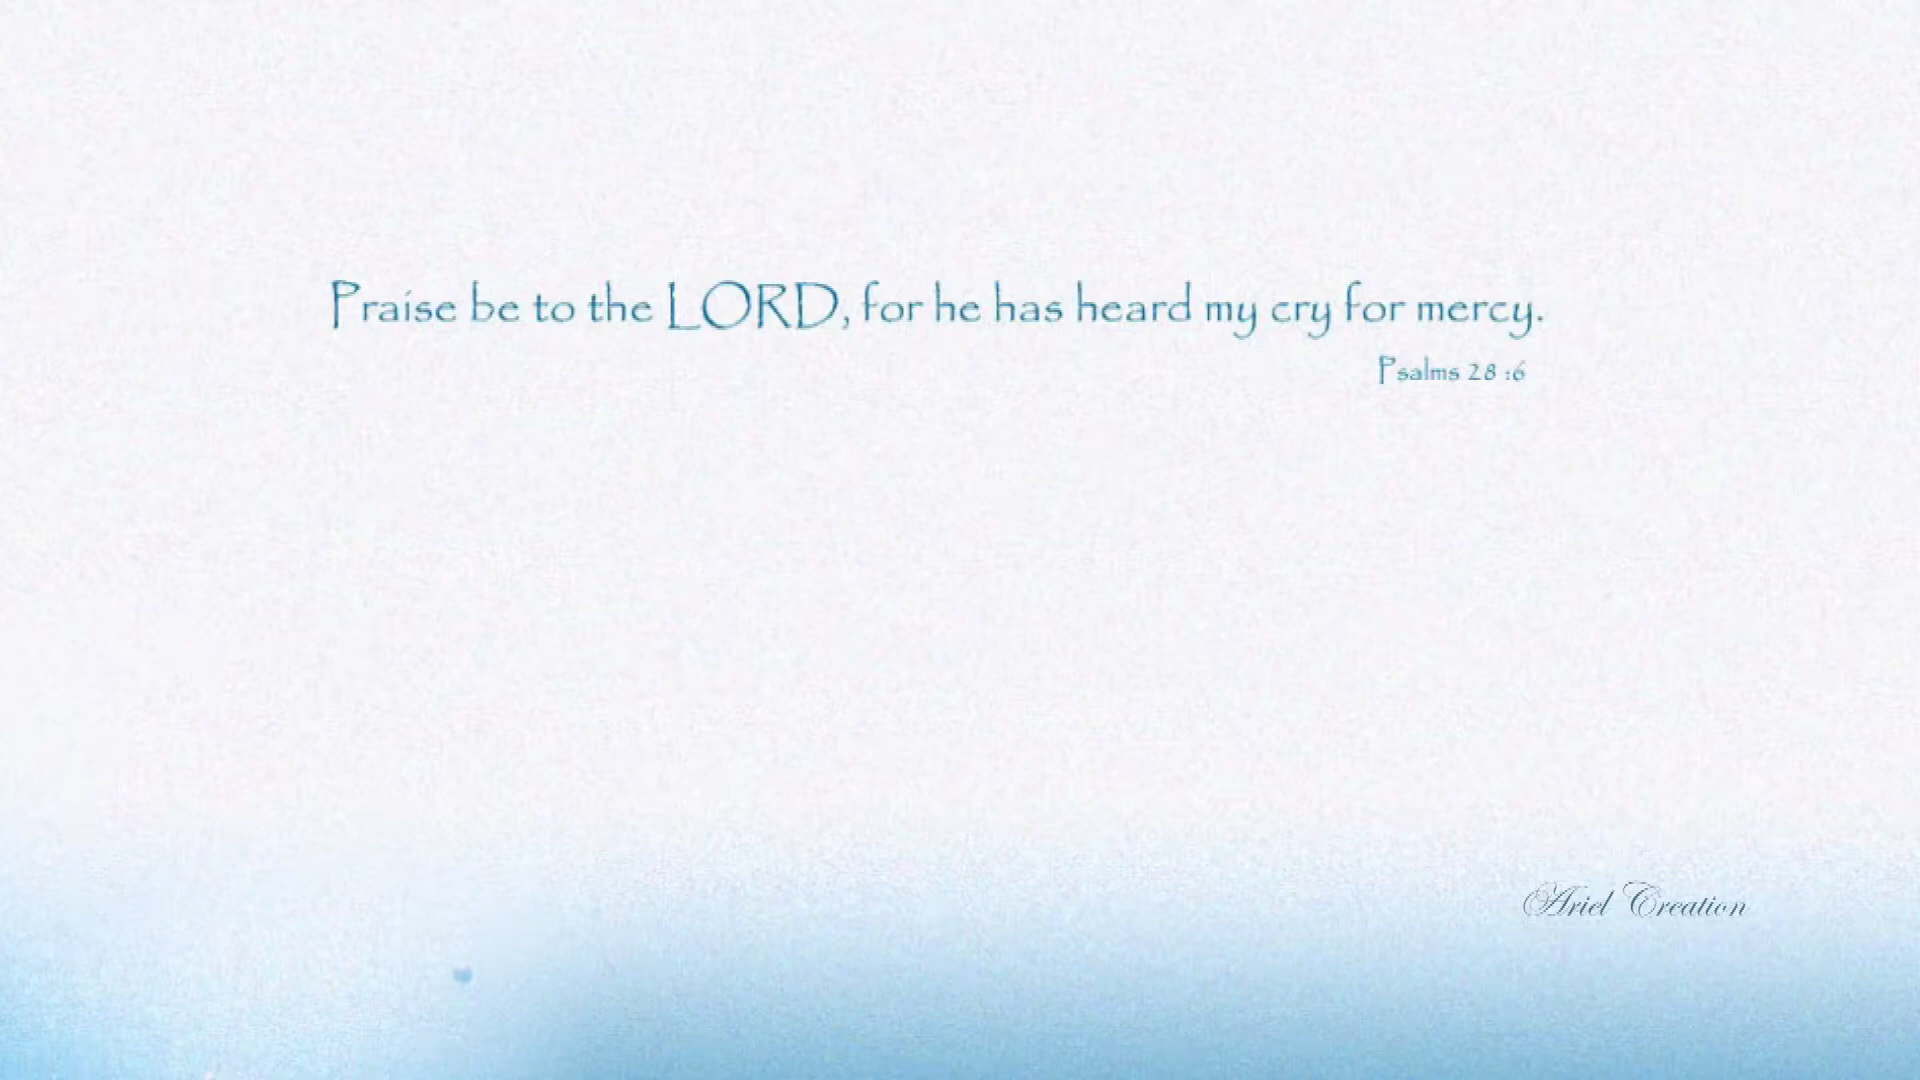 Praise be to the LORD, for he has heard my cry for mercy.
Psalms 28 :6
Ariel Creation